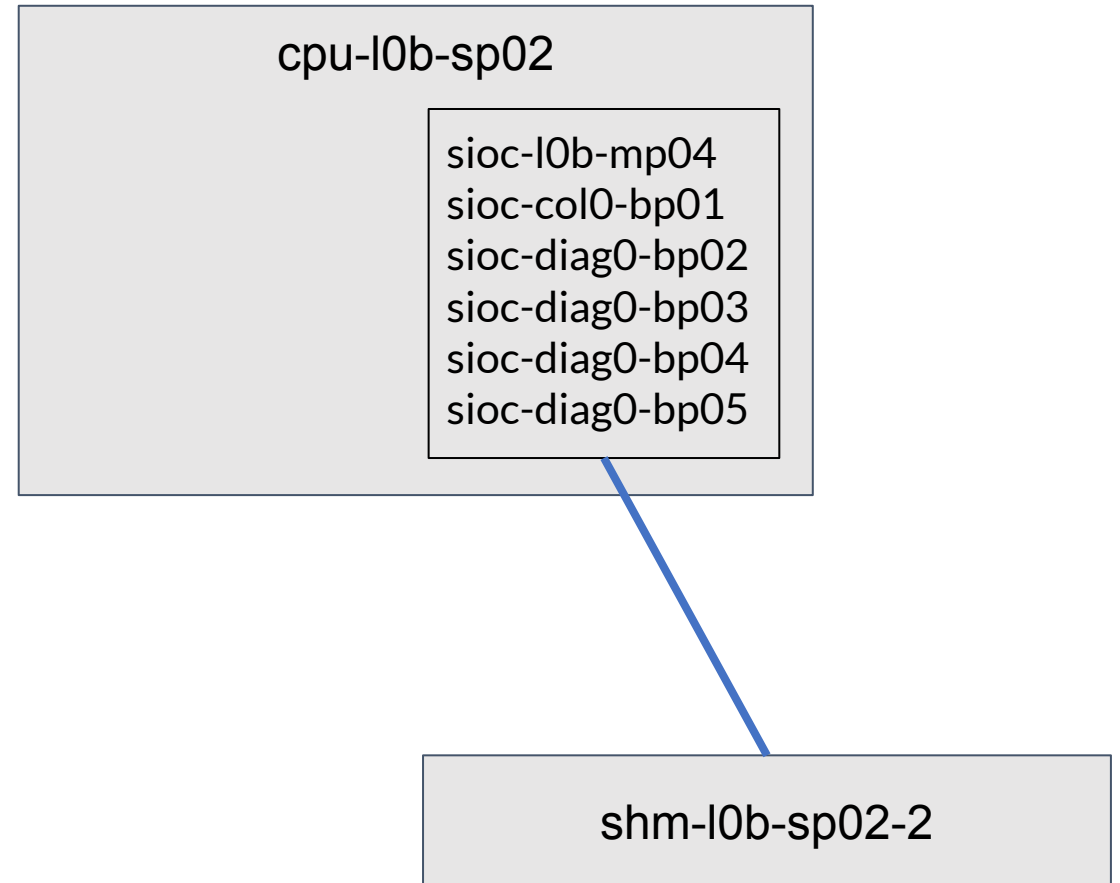 cpu-l0b-sp02
sioc-l0b-mp04
sioc-col0-bp01
sioc-diag0-bp02
sioc-diag0-bp03
sioc-diag0-bp04
sioc-diag0-bp05
shm-l0b-sp02-2